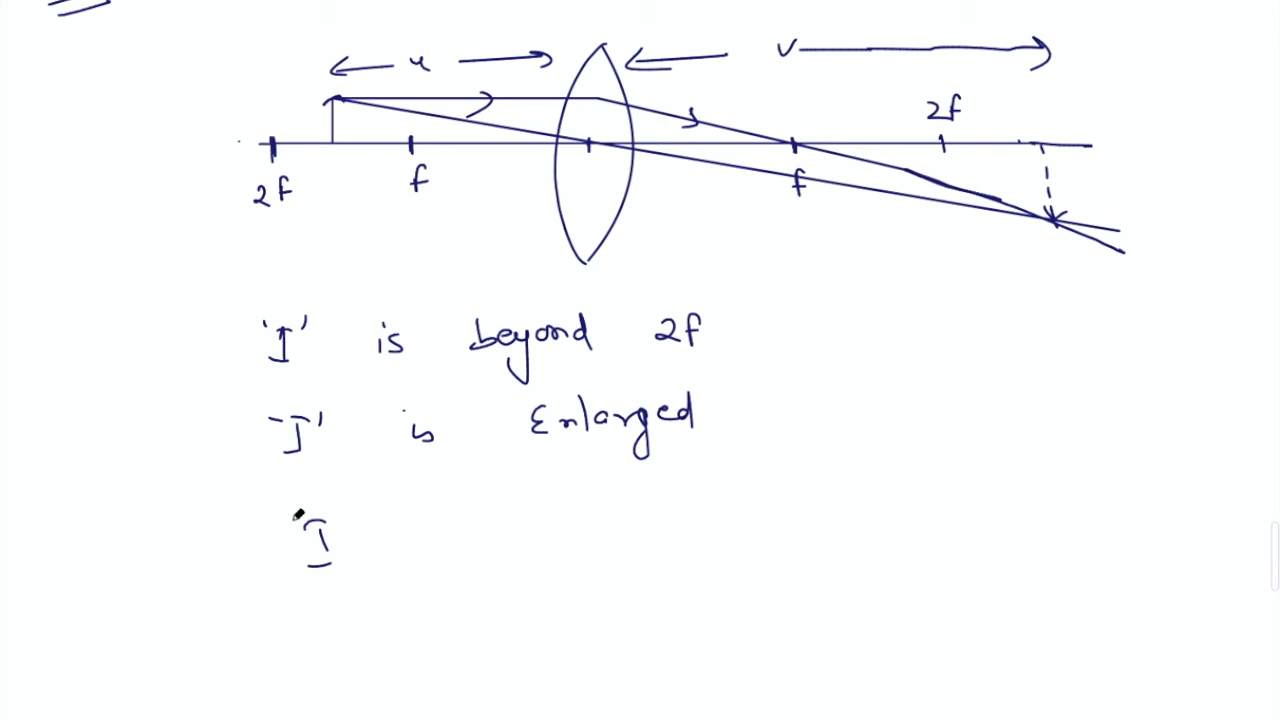 u v
2f
2f f f
'I' is beyond 2f
'I' is Enlarged
I